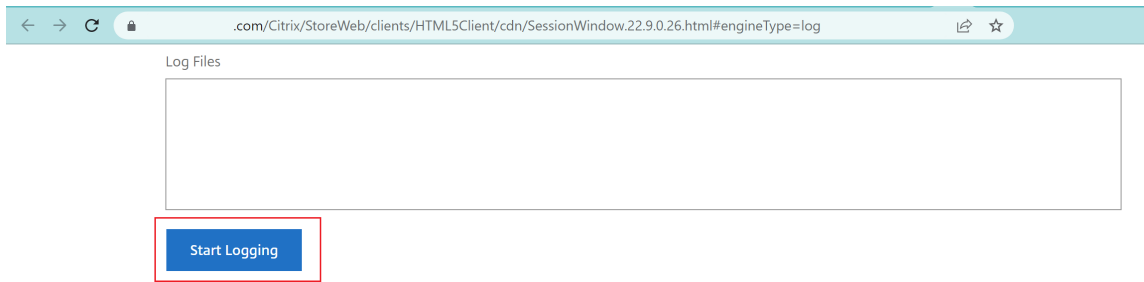 .com/Citrix/StoreWeb/clients/HTML5Client/cdn/SessionWindow.22.9.0.26.html#engineType=log
Log Files
Start Logging